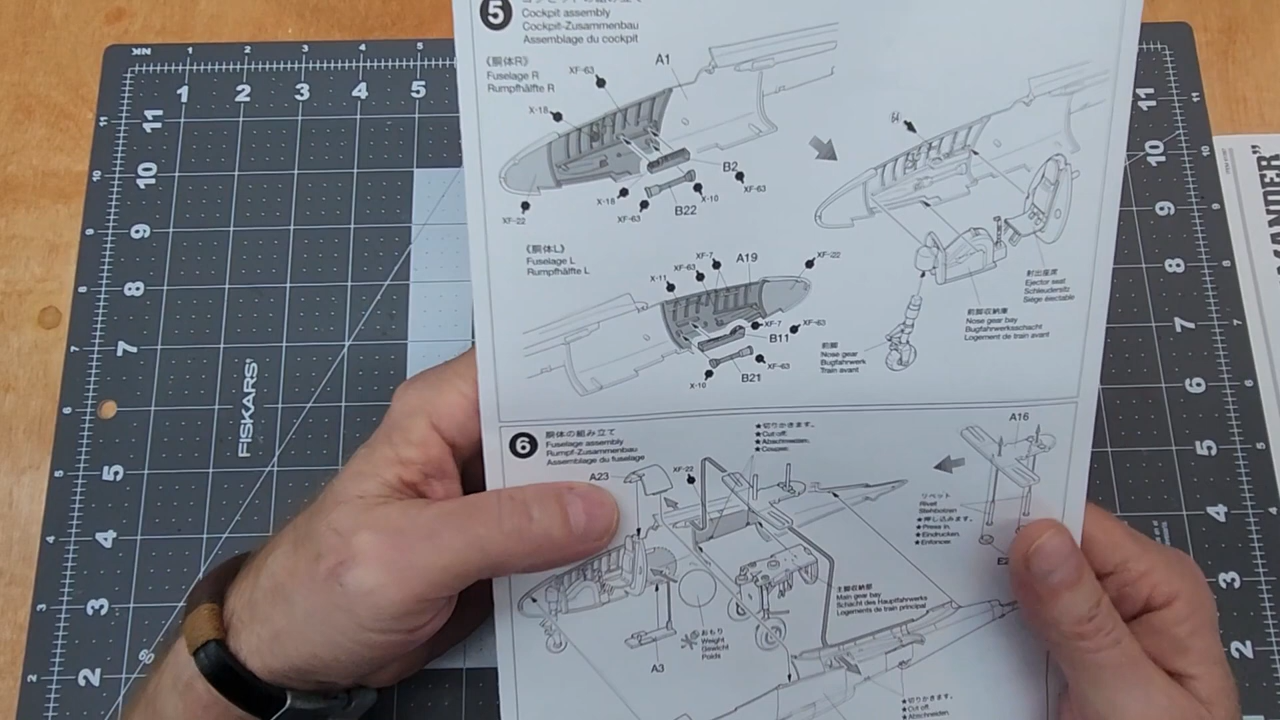 5
Cockpit assembly
Cockpit-Zusammenbau
Assemblage du cockpit
《胴体R》
Fuselage R
Rumpfhälfte R
XF-63
A1
X-18
B2
XF-63
X-18
X-10
XF-63
B22
XF-22
64
射出座席
Ejector seat
Schleudersitz
Siège éjectable
前脚収納庫
Nose gear bay
Bugfahrwerksschacht
Logement de train avant
前脚
Nose gear
Bugfahrwerk
Train avant
《胴体L》
Fuselage L
Rumpfhälfte L
XF-7
A19
XF-22
XF-63
X-11
XF-7
XF-63
B11
XF-63
X-10
B21
6
胴体の組み立て
Fuselage assembly
Rumpf-Zusammenbau
Assemblage du fuselage
A23
XF-22
★切りかきます。
★Cut off.
★Abschneiden.
★Couper.
A16
リベット
Rivet
Stehbolzen
★押し込みます。
★Press in.
★Eindrücken.
★Enfoncer.
主脚収納部
Main gear bay
Schacht des Hauptfahrwerks
Logements de train principal
おもり
Weight
Gewicht
Poids
A3
★切りかきます。
★Cut off.
★Abschneiden.
FISKARS
1
2
3
4
5
11
10
9
8
7
5
4
3
2
60
11
10
9
8
7
6
5
4
3
2